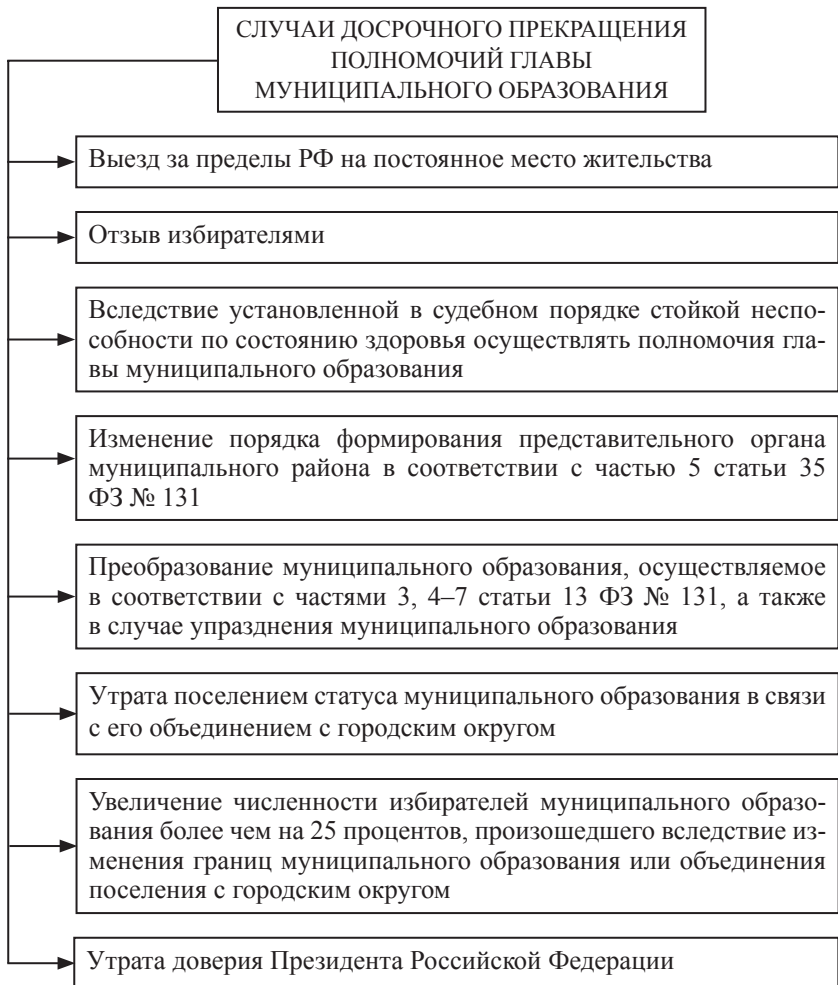 СЛУЧАИ ДОСРОЧНОГО ПРЕКРАЩЕНИЯ
ПОЛНОМОЧИЙ ГЛАВЫ
МУНИЦИПАЛЬНОГО ОБРАЗОВАНИЯ
Выезд за пределы РФ на постоянное место жительства
Отзыв избирателями
Вследствие установленной в судебном порядке стойкой неспо-
собности по состоянию здоровья осуществлять полномочия гла-
вы муниципального образования
Изменение порядка формирования представительного органа
муниципального района в соответствии с частью 5 статьи 35
ФЗ № 131
Преобразование муниципального образования, осуществляемое
в соответствии с частями 3, 4–7 статьи 13 ФЗ № 131, а также
в случае упразднения муниципального образования
Утрата поселением статуса муниципального образования в связи
с его объединением с городским округом
Увеличение численности избирателей муниципального образо-
вания более чем на 25 процентов, произошедшего вследствие из-
менения границ муниципального образования или объединения
поселения с городским округом
Утрата доверия Президента Российской Федерации